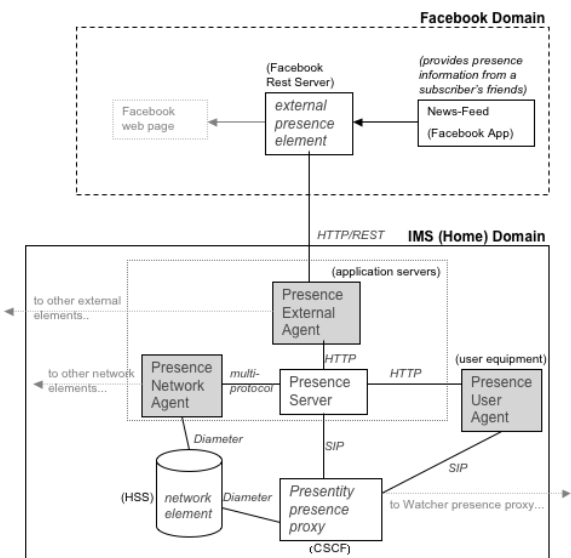 Facebook Domain
(Facebook
Rest Server)
(provides presence
information from a
subscriber's friends)
Facebook
web page
external
presence
element
News-Feed
(Facebook App)
HTTP/REST
IMS (Home) Domain
(application servers)
to other external
elements..
Presence
External
Agent
HTTP
(user equipment)
to other network
elements...
Presence
Network
Agent
multi-
protocol
Presence
Server
HTTP
Presence
User
Agent
Diameter
SIP
SIP
(HSS)
network
element
Diameter
Presentity
presence
proxy
to Watcher presence proxy...
(CSCF)